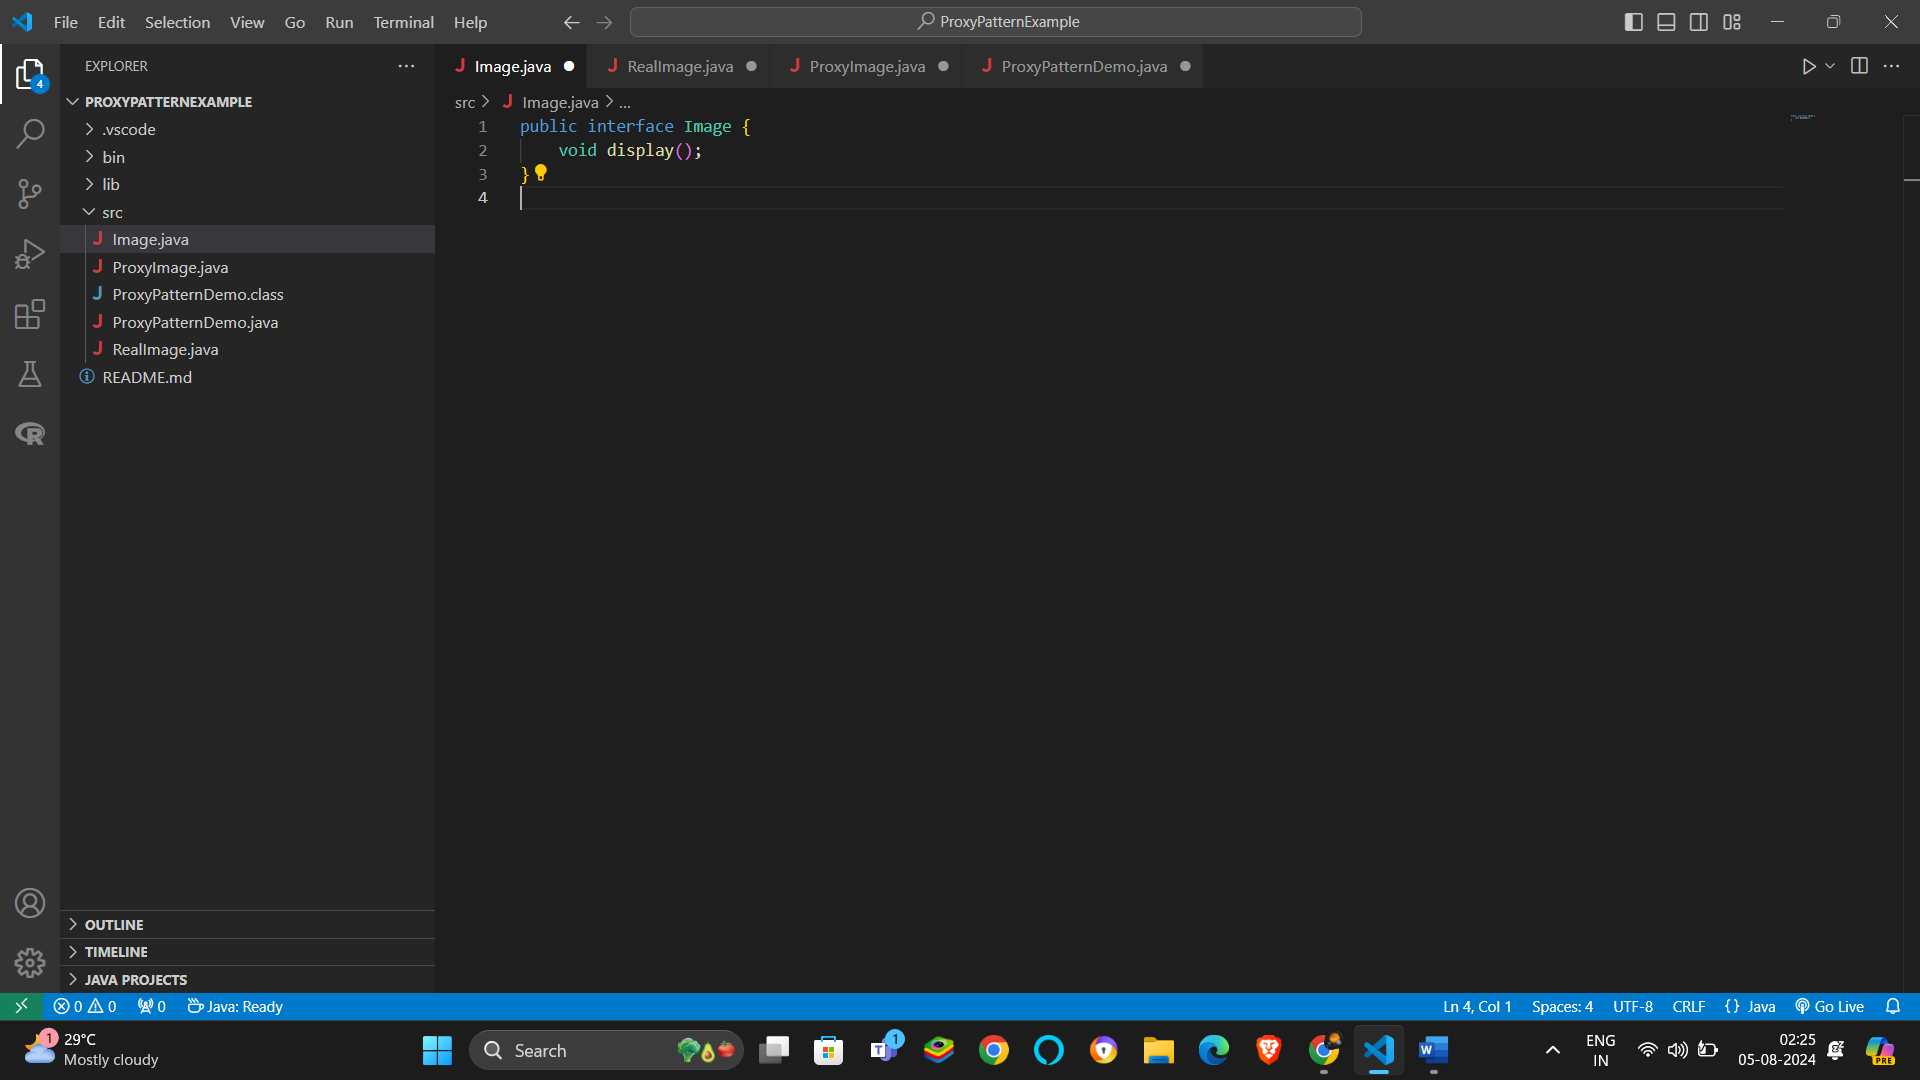 File Edit Selection View Go Run Terminal Help
ProxyPatternExample
EXPLORER
PROXYPATTERNEXAMPLE
.vscode
bin
lib
src
Image.java
ProxyImage.java
ProxyPatternDemo.class
ProxyPatternDemo.java
RealImage.java
README.md
OUTLINE
TIMELINE
JAVA PROJECTS
4
Image.java RealImage.java ProxyImage.java ProxyPatternDemo.java
src > Image.java > ...
1 public interface Image {
2 void display();
3 }
4
0 0 0 Java: Ready
Ln 4, Col 1 Spaces: 4 UTF-8 CRLF {} Java Go Live
1
29°C
Mostly cloudy
Search
1
ENG
IN
02:25
05-08-2024
PRE